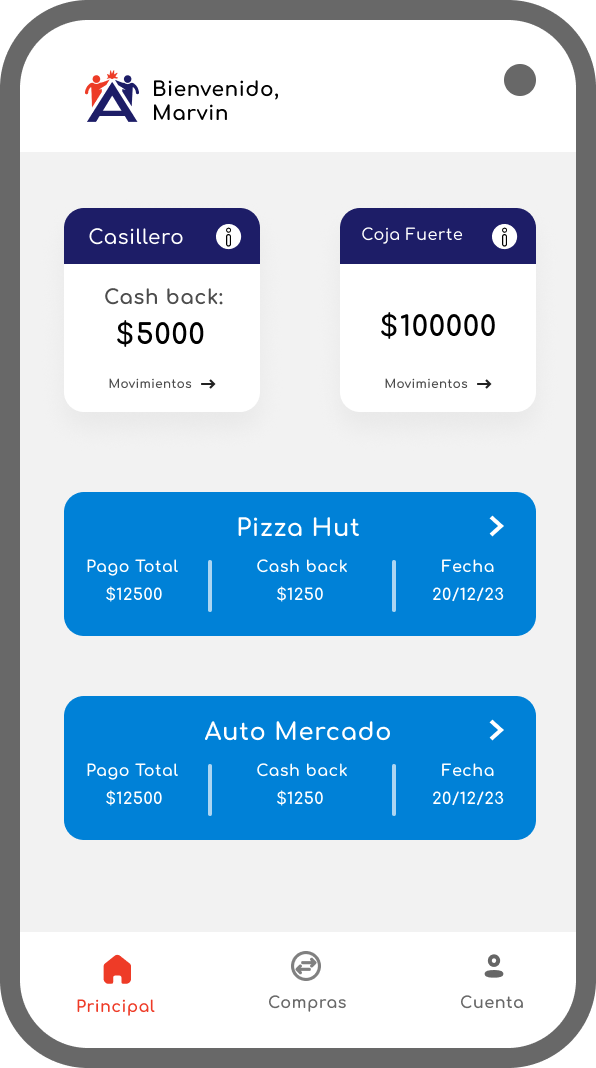 Bienvenido,
Marvin
Casillero
Caja Fuerte
Cash back:
$5000
$100000
Movimientos
Movimientos
Pizza Hut
Pago Total
Cash back
Fecha
$12500
$1250
20/12/23
Auto Mercado
Pago Total
Cash back
Fecha
$12500
$1250
20/12/23
Principal
Compras
Cuenta